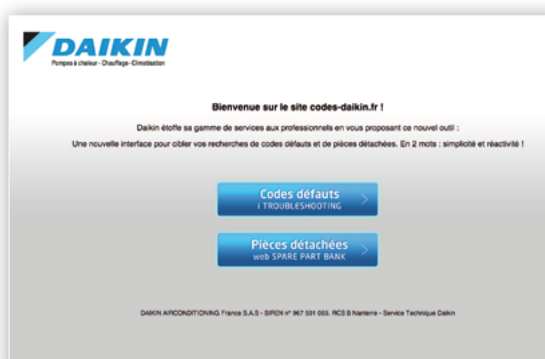 DAIKIN
Pompes à chaleur - Chauffage - Climatisation
Bienvenue sur le site codes-daikin.fr !
Daikin étoffe sa gamme de services aux professionnels en vous proposant ce nouvel outil :
Une nouvelle interface pour cibler vos recherches de codes défauts et de pièces détachées. En 2 mots : simplicité et réactivité !
Codes défauts
i TROUBLESHOOTING
Pièces détachées
web SPARE PART BANK
DAIKIN AIRCONDITIONING France S.A.S - SIREN n° 967 501 065. RCS B Nanterre - Service Technique Daikin